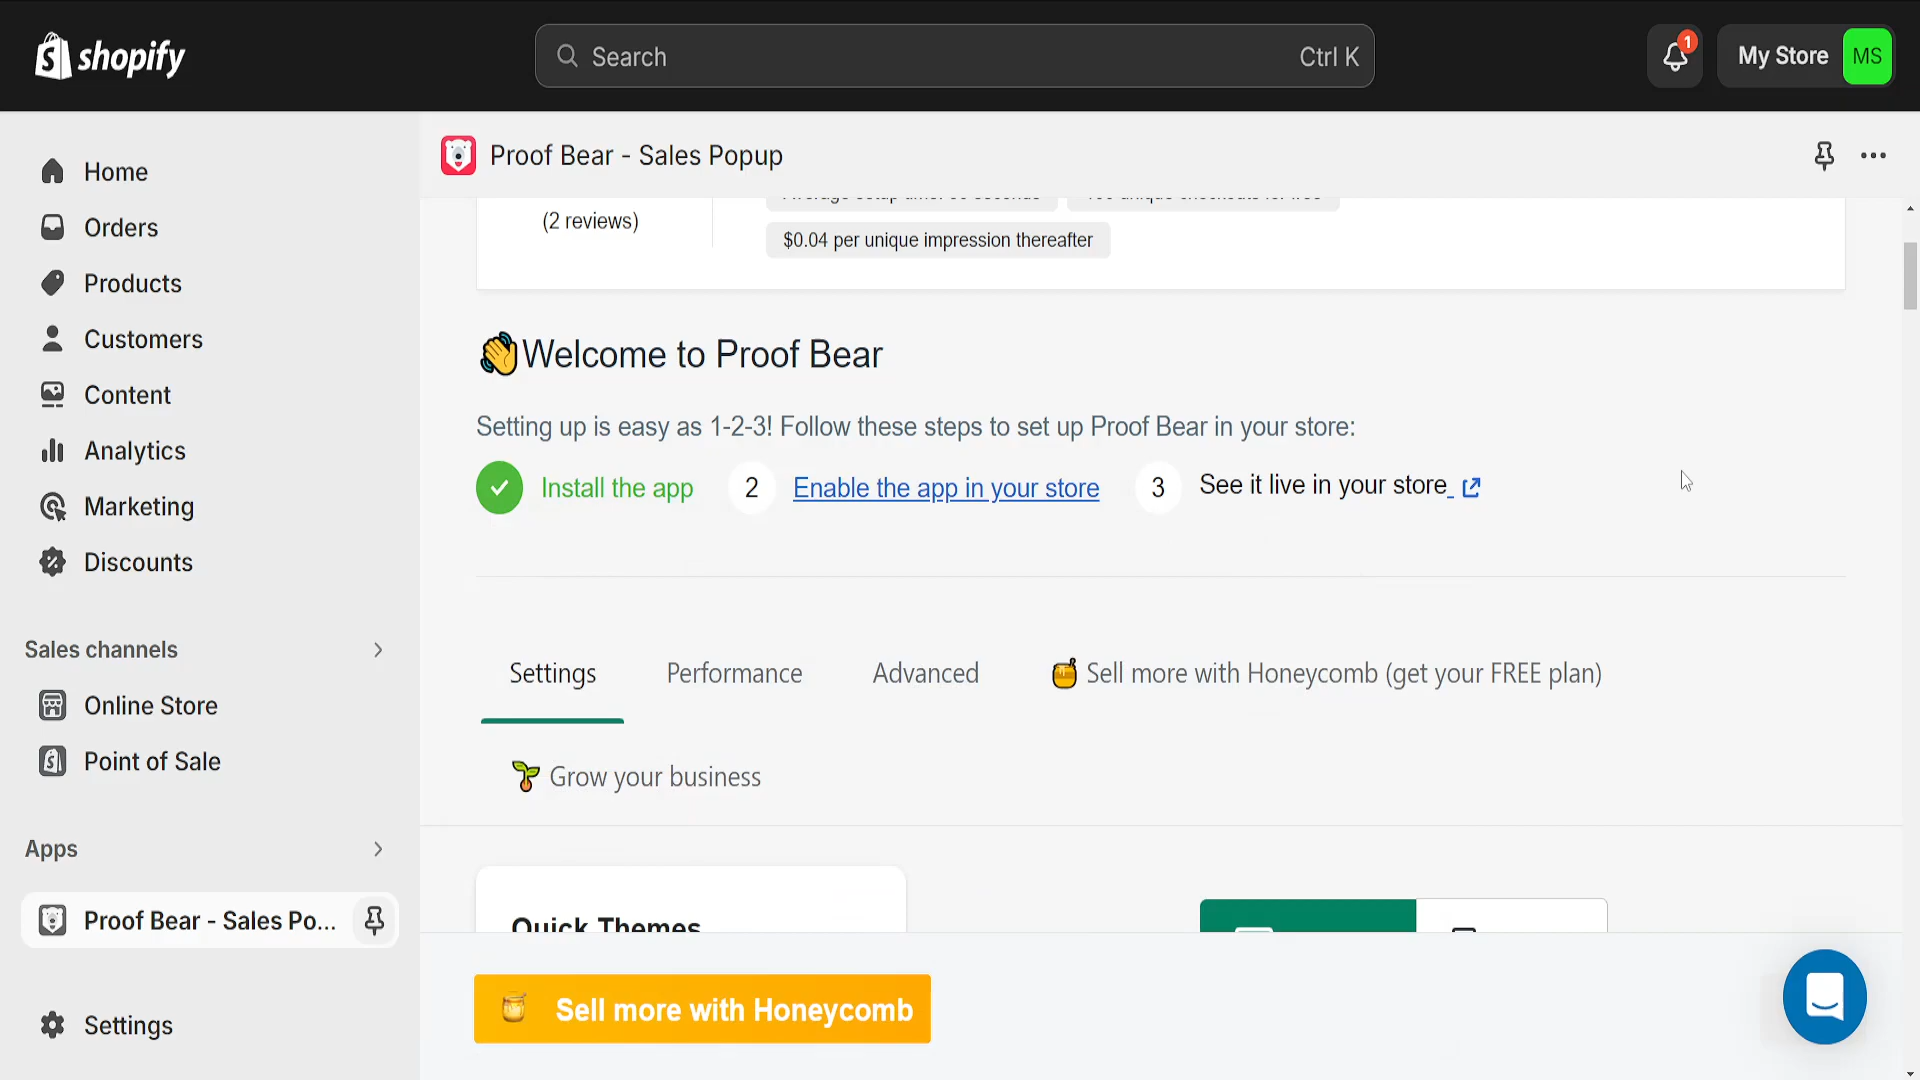 shopify
Search
Ctrl K
1
My Store
MS
Home
Orders
Products
Customers
Content
Analytics
Marketing
Discounts
Sales channels
Online Store
Point of Sale
Apps
Proof Bear - Sales Po...
Settings
Proof Bear - Sales Popup
(2 reviews)
$0.04 per unique impression thereafter
👋Welcome to Proof Bear
Setting up is easy as 1-2-3! Follow these steps to set up Proof Bear in your store:
Install the app
2
Enable the app in your store
3
See it live in your store
Settings
Performance
Advanced
🍯 Sell more with Honeycomb (get your FREE plan)
🌱 Grow your business
Quick Themes
🍯 Sell more with Honeycomb